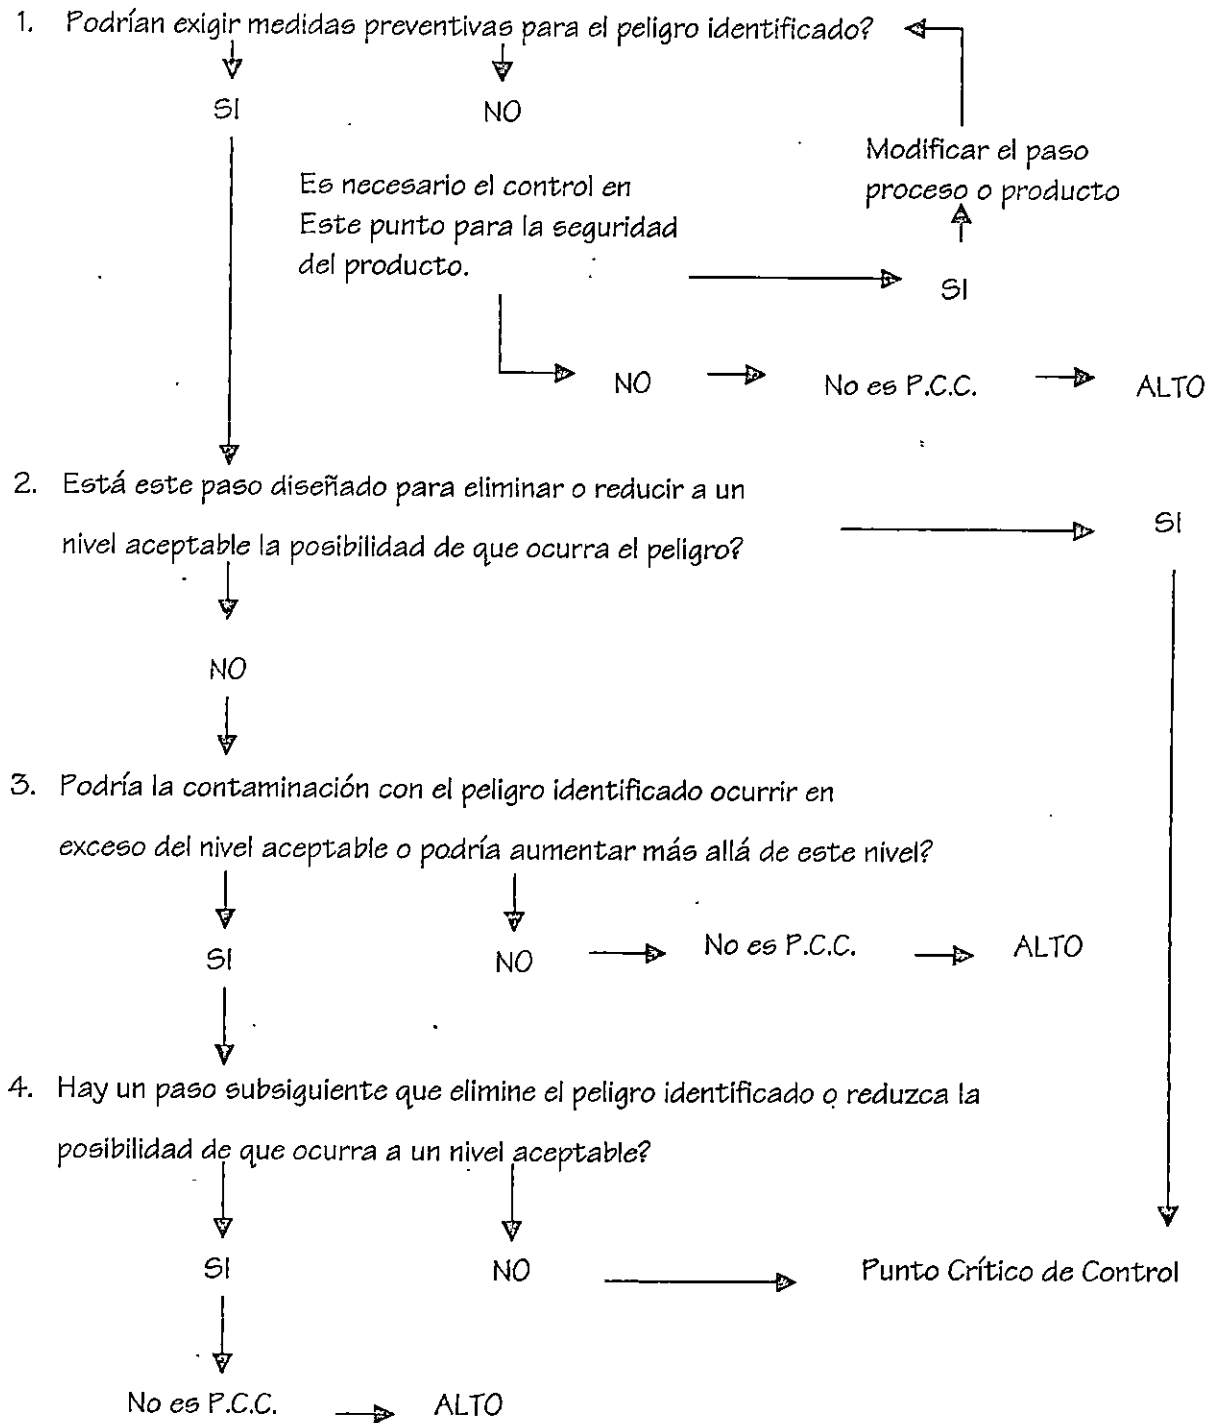 1. Podrían exigir medidas preventivas para el peligro identificado?
SI
NO
Modificar el paso
proceso o producto
Es necesario el control en
Este punto para la seguridad
del producto.
SI
NO
No es P.C.C.
ALTO
2. Está este paso diseñado para eliminar o reducir a un
nivel aceptable la posibilidad de que ocurra el peligro?
SI
NO
3. Podría la contaminación con el peligro identificado ocurrir en
exceso del nivel aceptable o podría aumentar más allá de este nivel?
SI
NO
No es P.C.C.
ALTO
4. Hay un paso subsiguiente que elimine el peligro identificado o reduzca la
posibilidad de que ocurra a un nivel aceptable?
SI
NO
Punto Crítico de Control
No es P.C.C.
ALTO